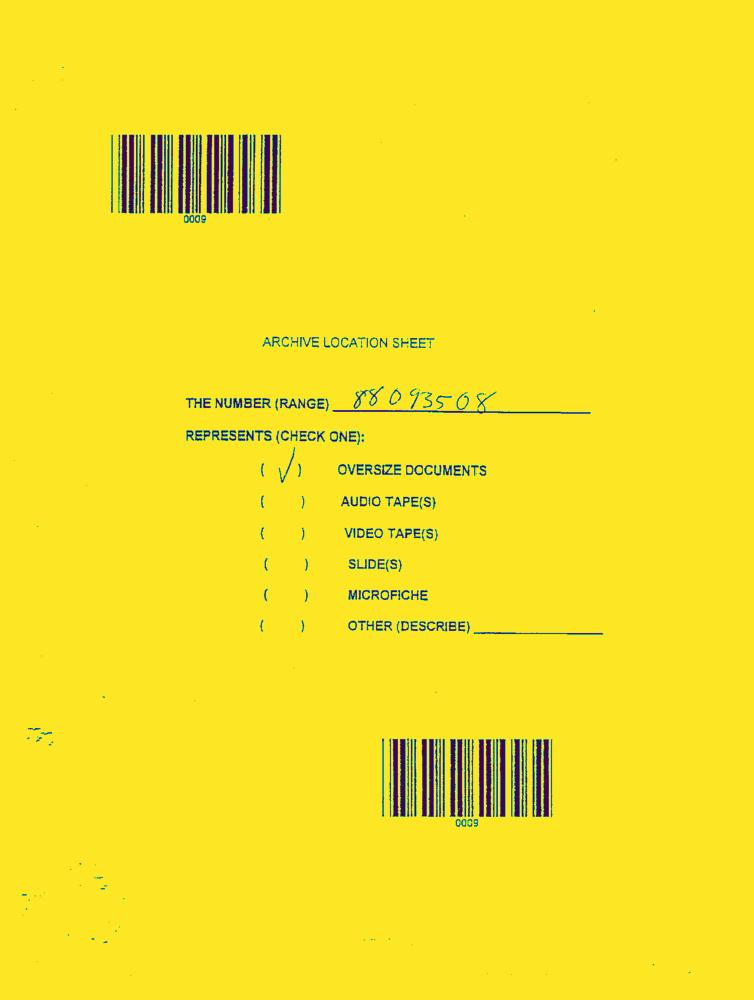 0009
ARCHIVE LOCATION SHEET
THE NUMBER (RANGE) 88093508
REPRESENTS (CHECK ONE):
( √ ) OVERSIZE DOCUMENTS
( ) AUDIO TAPE(S)
( ) VIDEO TAPE(S)
( ) SLIDE(S)
( ) MICROFICHE
( ) OTHER (DESCRIBE)
0009